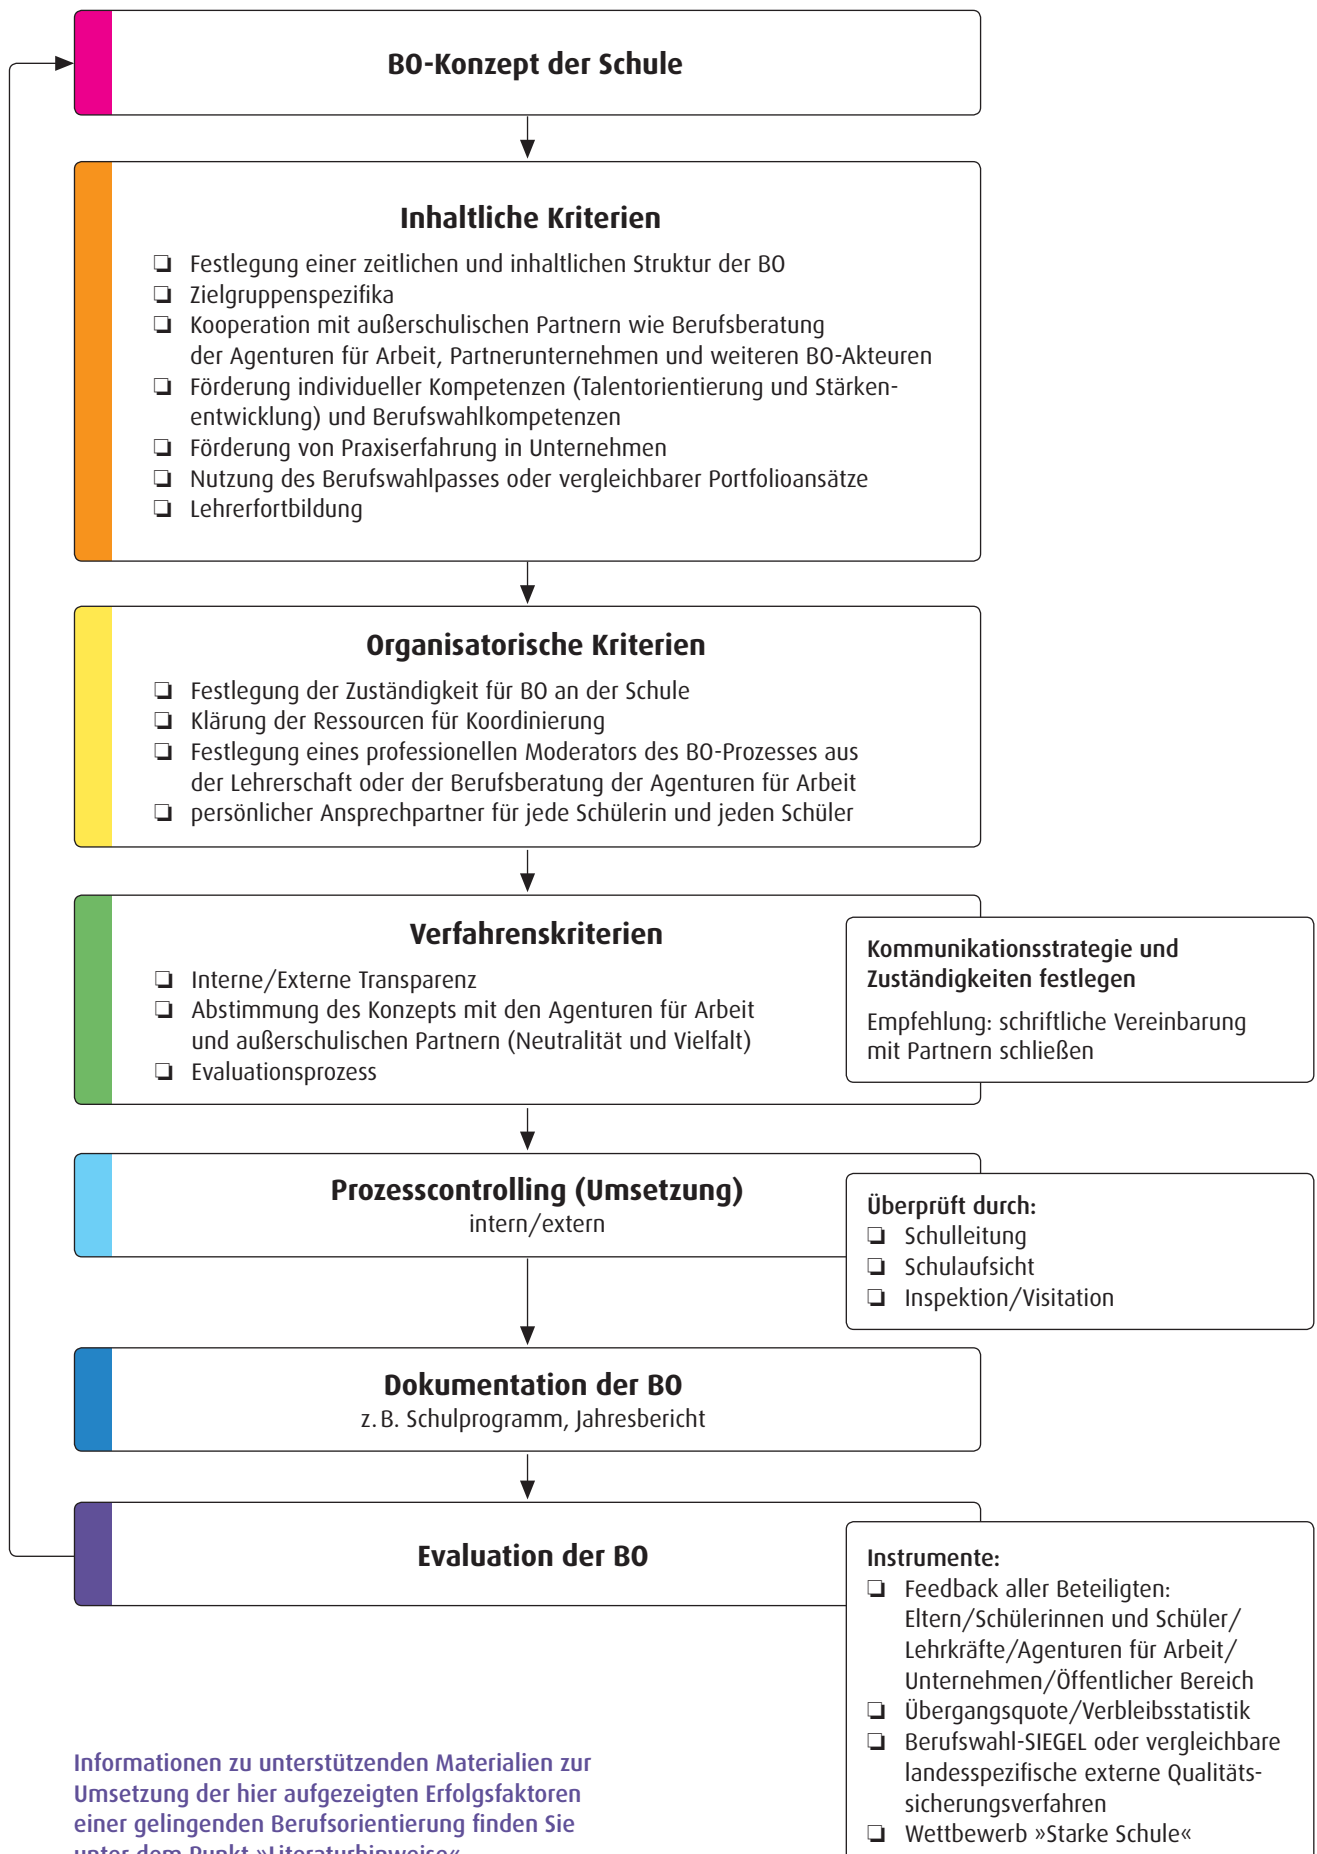 BO-Konzept der Schule
Inhaltliche Kriterien
❏ Festlegung einer zeitlichen und inhaltlichen Struktur der BO
❏ Zielgruppenspezifika
❏ Kooperation mit außerschulischen Partnern wie Berufsberatung
der Agenturen für Arbeit, Partnerunternehmen und weiteren BO-Akteuren
❏ Förderung individueller Kompetenzen (Talentorientierung und Stärken-
entwicklung) und Berufswahlkompetenzen
❏ Förderung von Praxiserfahrung in Unternehmen
❏ Nutzung des Berufswahlpasses oder vergleichbarer Portfolioansätze
❏ Lehrerfortbildung
Organisatorische Kriterien
❏ Festlegung der Zuständigkeit für BO an der Schule
❏ Klärung der Ressourcen für Koordinierung
❏ Festlegung eines professionellen Moderators des BO-Prozesses aus
der Lehrerschaft oder der Berufsberatung der Agenturen für Arbeit
❏ persönlicher Ansprechpartner für jede Schülerin und jeden Schüler
Verfahrenskriterien
❏ Interne/Externe Transparenz
❏ Abstimmung des Konzepts mit den Agenturen für Arbeit
und außerschulischen Partnern (Neutralität und Vielfalt)
❏ Evaluationsprozess
Kommunikationsstrategie und
Zuständigkeiten festlegen
Empfehlung: schriftliche Vereinbarung
mit Partnern schließen
Prozesscontrolling (Umsetzung)
intern/extern
Überprüft durch:
❏ Schulleitung
❏ Schulaufsicht
❏ Inspektion/Visitation
Dokumentation der BO
z. B. Schulprogramm, Jahresbericht
Evaluation der BO
Instrumente:
❏ Feedback aller Beteiligten:
Eltern/Schülerinnen und Schüler/
Lehrkräfte/Agenturen für Arbeit/
Unternehmen/Öffentlicher Bereich
❏ Übergangsquote/Verbleibsstatistik
❏ Berufswahl-SIEGEL oder vergleichbare
landesspezifische externe Qualitäts-
sicherungsverfahren
❏ Wettbewerb »Starke Schule«
Informationen zu unterstützenden Materialien zur
Umsetzung der hier aufgezeigten Erfolgsfaktoren
einer gelingenden Berufsorientierung finden Sie
unter dem Punkt »Literaturhinweise«